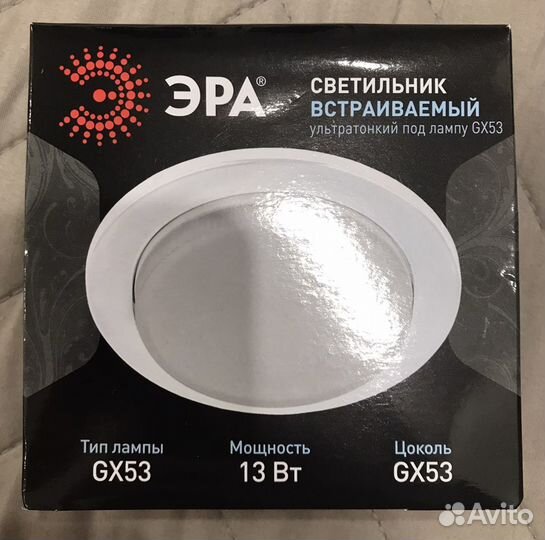 ЭРА®
СВЕТИЛЬНИК
ВСТРАИВАЕМЫЙ
ультратонкий под лампу GX53
Тип лампы
GX53
Мощность
13 Вт
Цоколь
GX53
Avito